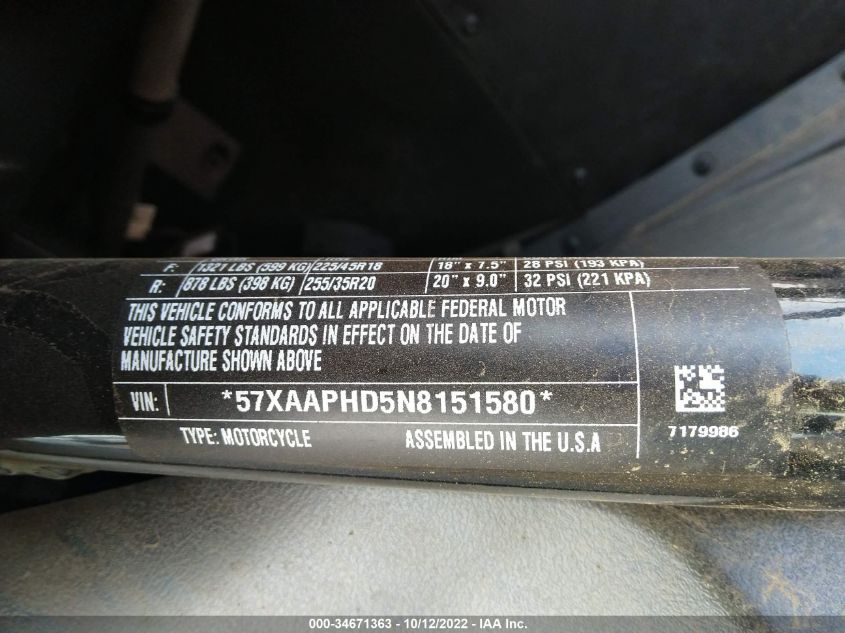 F: 1321 LBS (599 KG) 225/45R18 18" x 7.5" 28 PSI (193 KPA)
R: 878 LBS (398 KG) 255/35R20 20" x 9.0" 32 PSI (221 KPA)
THIS VEHICLE CONFORMS TO ALL APPLICABLE FEDERAL MOTOR
VEHICLE SAFETY STANDARDS IN EFFECT ON THE DATE OF
MANUFACTURE SHOWN ABOVE
VIN: *57XAAPHD5N8151580*
TYPE: MOTORCYCLE ASSEMBLED IN THE U.S.A
7179986
000-34671363 - 10/12/2022 - IAA Inc.